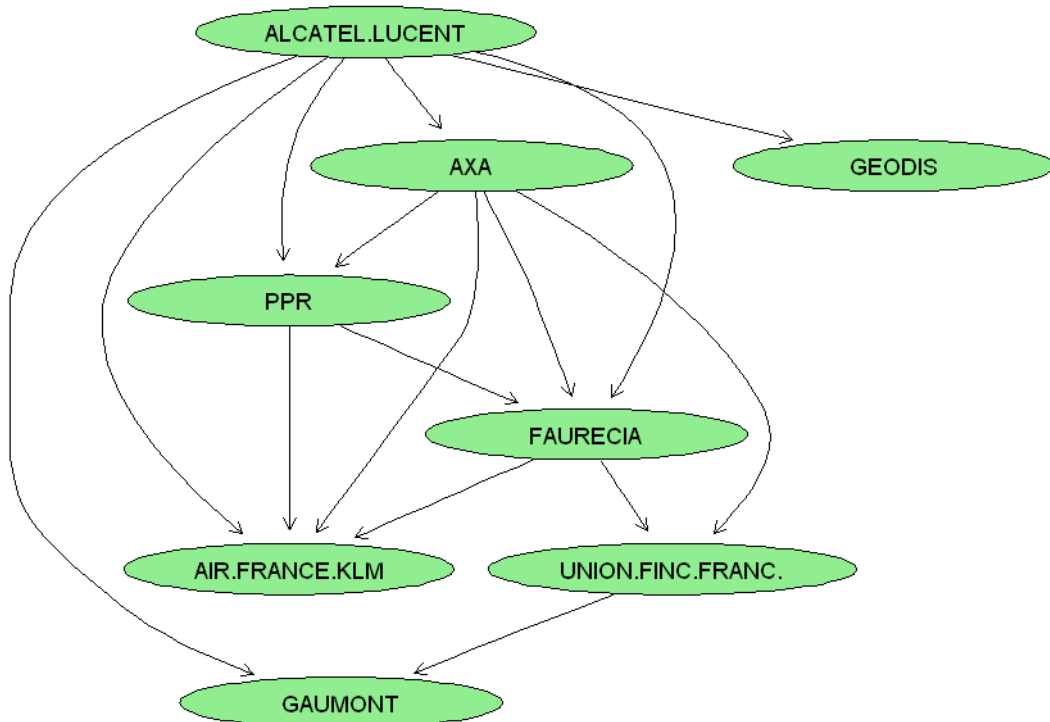 ALCATEL.LUCENT
AXA
GEODIS
PPR
FAURECIA
AIR.FRANCE.KLM
UNION.FINC.FRANC.
GAUMONT